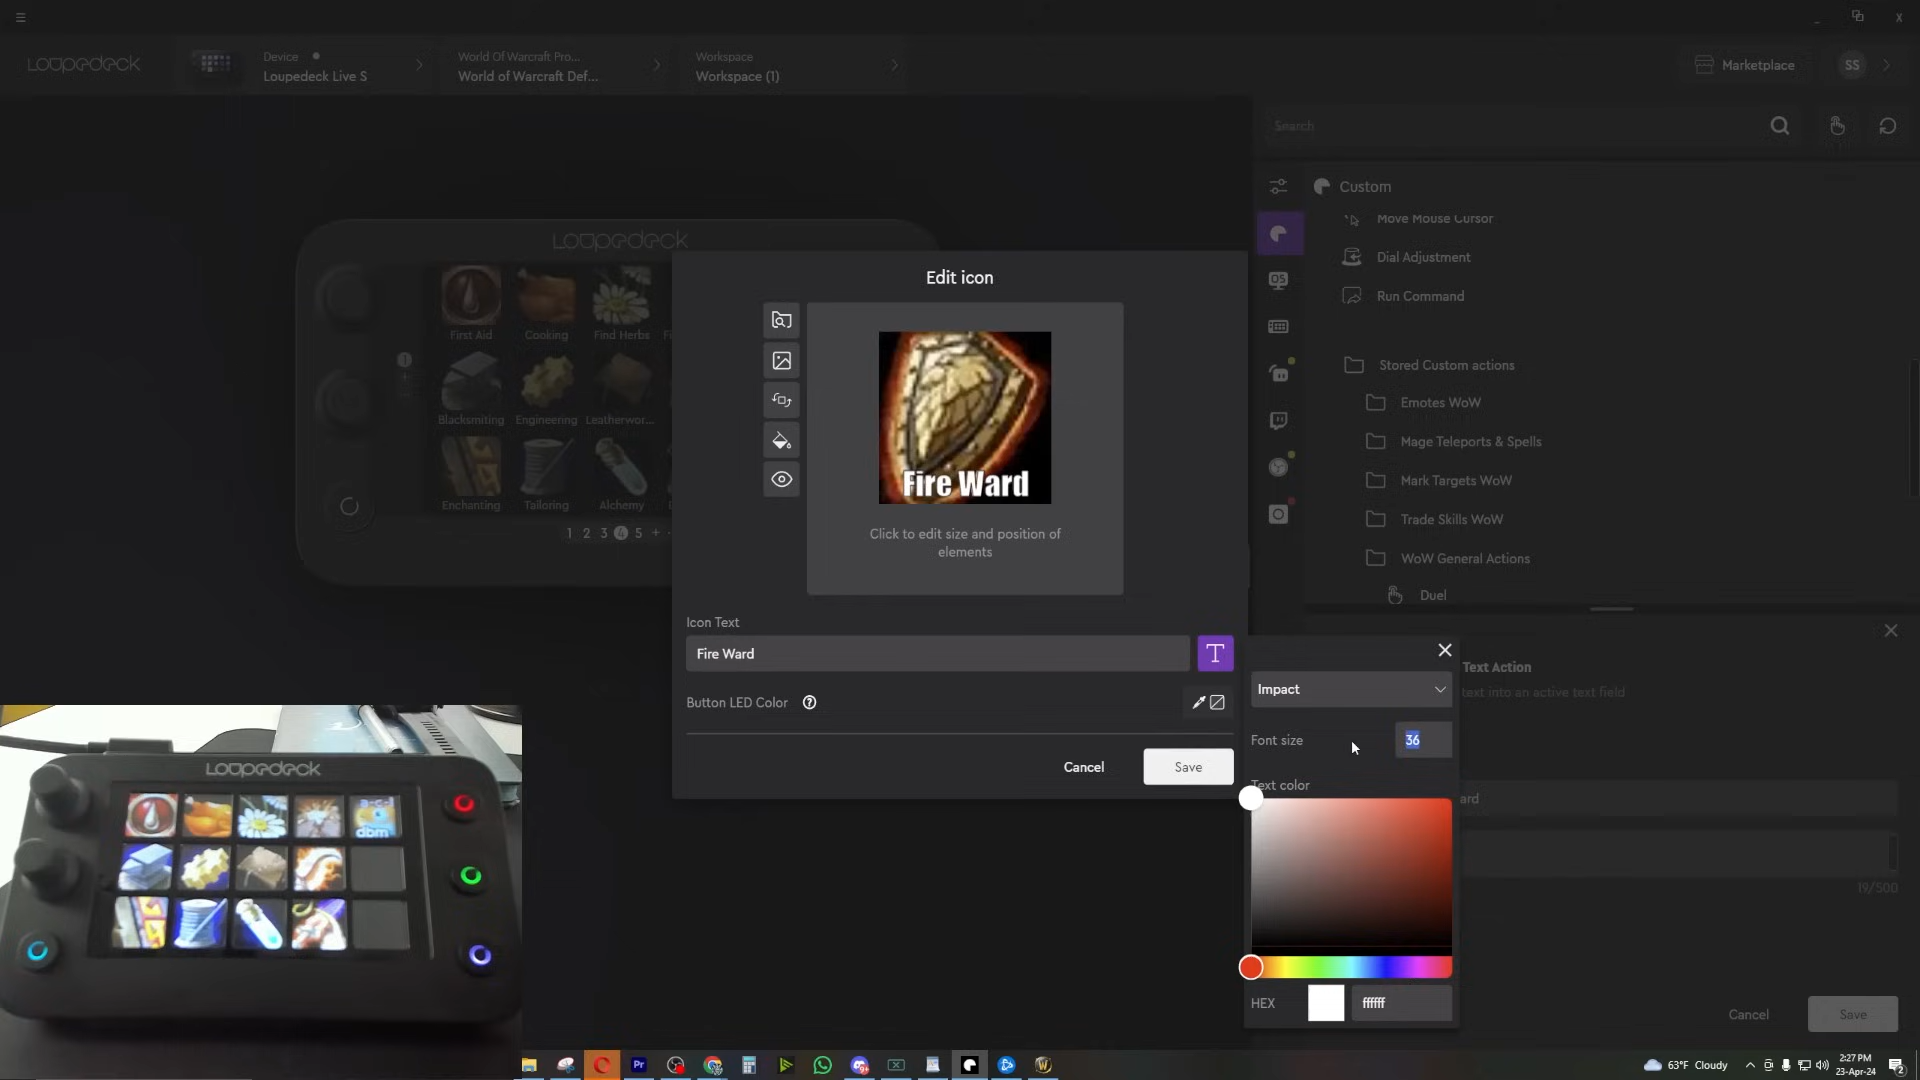 LOUPEDECK
Device
Loupedeck Live S
World Of Warcraft Pro...
World of Warcraft Def...
Workspace
Workspace (1)
Marketplace
SS
Search
Custom
Move Mouse Cursor
Dial Adjustment
Run Command
Stored Custom actions
Emotes WoW
Mage Teleports & Spells
Mark Targets WoW
Trade Skills WoW
WoW General Actions
Duel
LOUPEDECK
First Aid
Cooking
Find Herbs
Blacksmiting
Engineering
Leatherwor...
Enchanting
Tailoring
Alchemy
1 2 3 4 5 +
Edit icon
Fire Ward
Click to edit size and position of
elements
Icon Text
Fire Ward
T
Button LED Color
?
Cancel
Save
Impact
Font size
36
Text color
HEX
ffffff
Text Action
text into an active text field
ard
19/500
Cancel
Save
LOUPEDECK
dbm
63°F Cloudy
2:27 PM
23-Apr-24